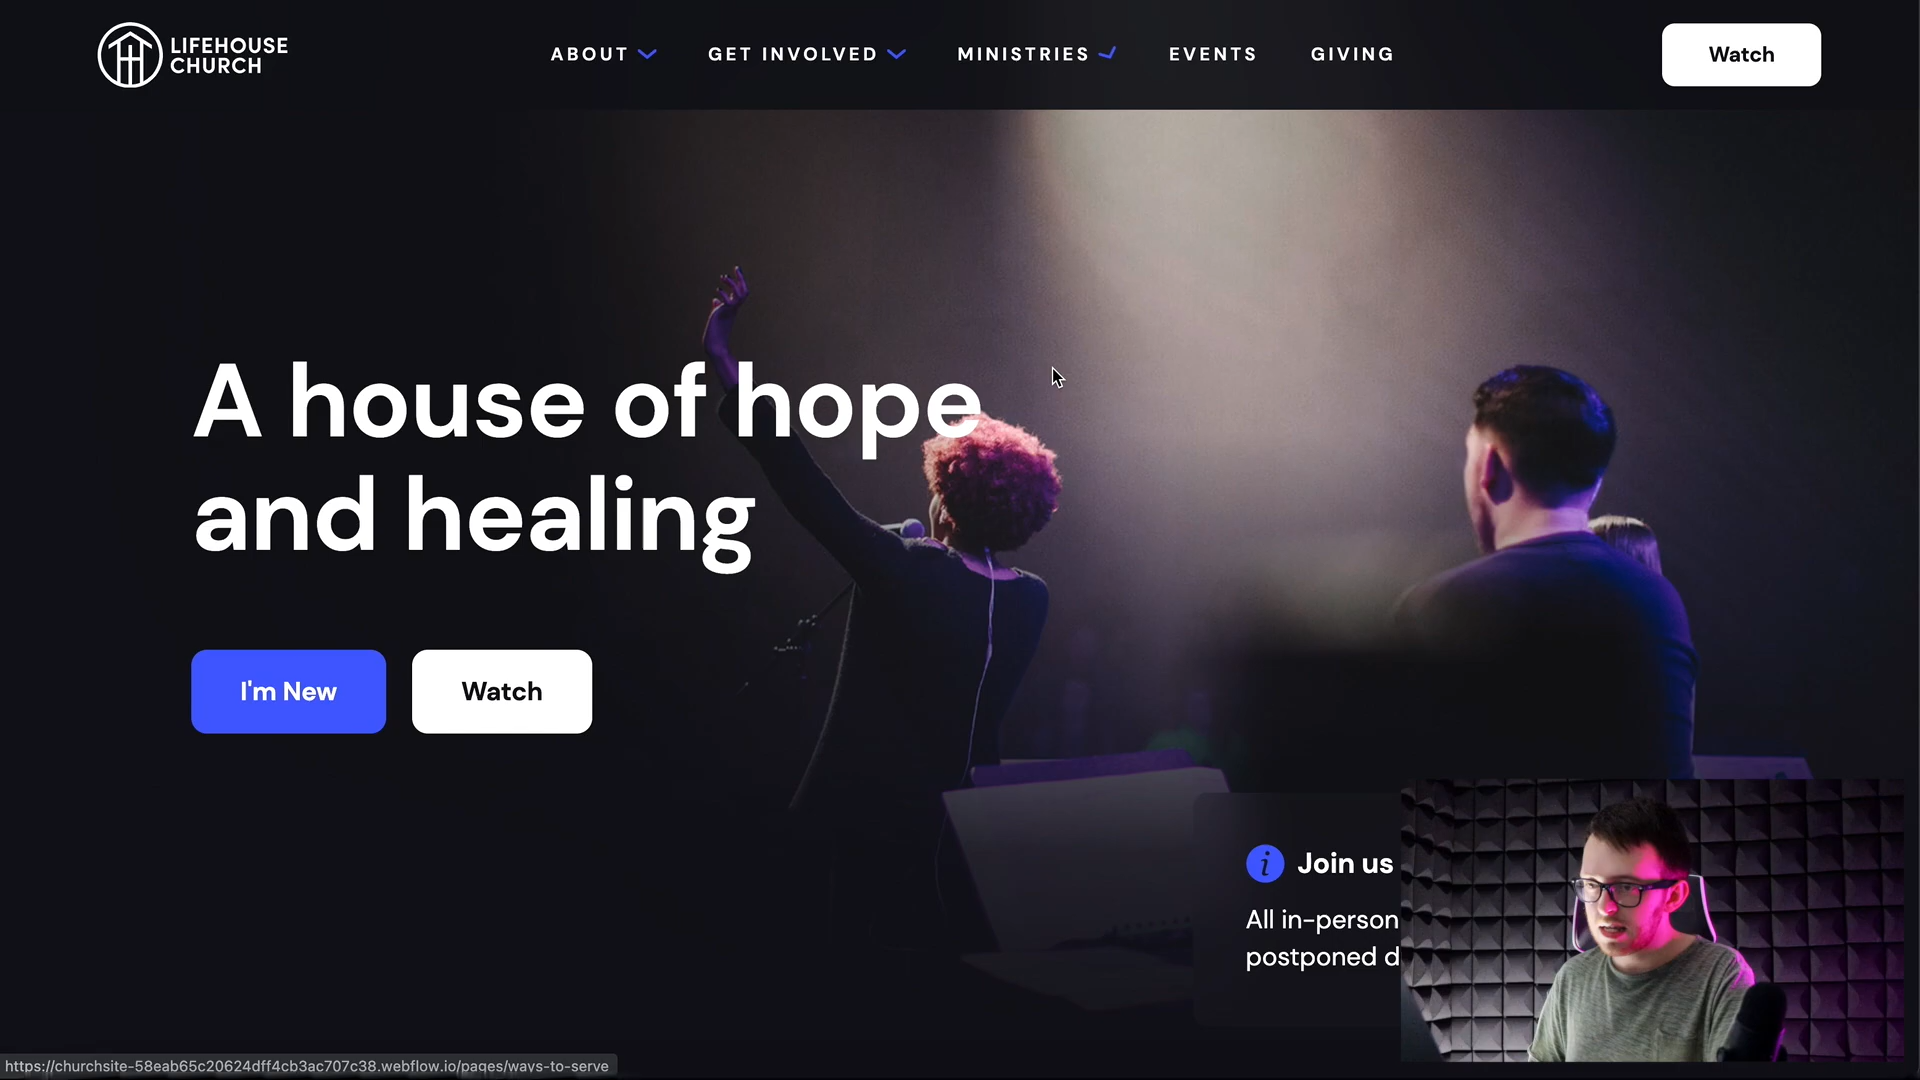 LIFEHOUSE
CHURCH
ABOUT
GET INVOLVED
MINISTRIES
EVENTS
GIVING
Watch
A house of hope
and healing
I'm New
Watch
i Join us
All in-person
postponed d
https://churchsite-58eab65c20624dff4cb3ac707c38.webflow.io/pages/ways-to-serve